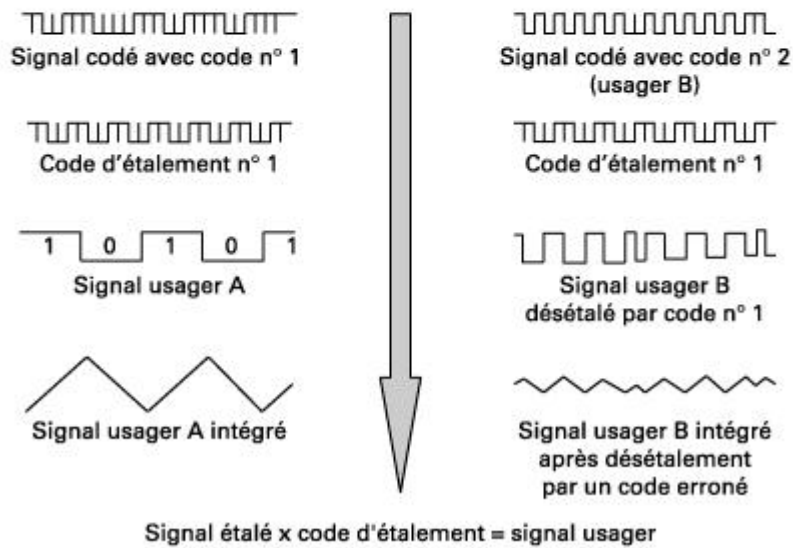 Signal codé avec code n° 1
Code d'étalement n° 1
1 0 1 0 1
Signal usager A
Signal usager A intégré
Signal codé avec code n° 2
(usager B)
Code d'étalement n° 1
Signal usager B
désétalé par code n° 1
Signal usager B intégré
après désétalement
par un code erroné
Signal étalé x code d'étalement = signal usager